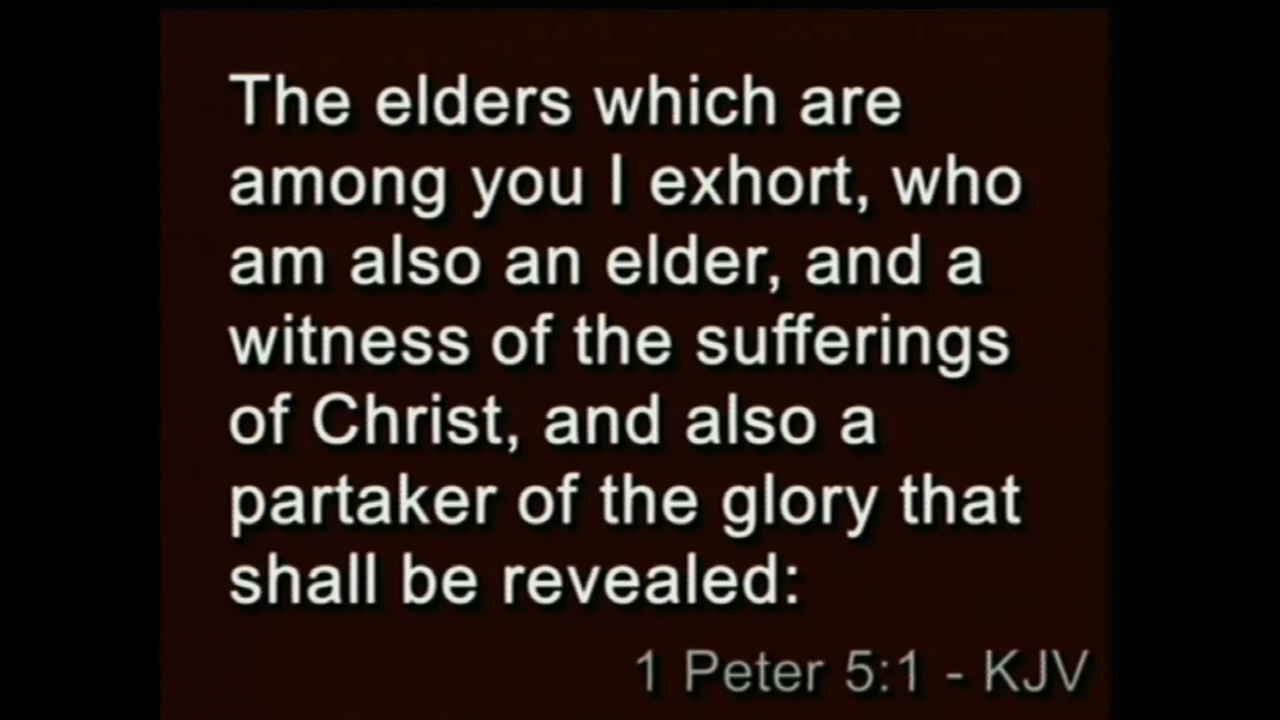 The elders which are
among you I exhort, who
am also an elder, and a
witness of the sufferings
of Christ, and also a
partaker of the glory that
shall be revealed:
1 Peter 5:1 - KJV